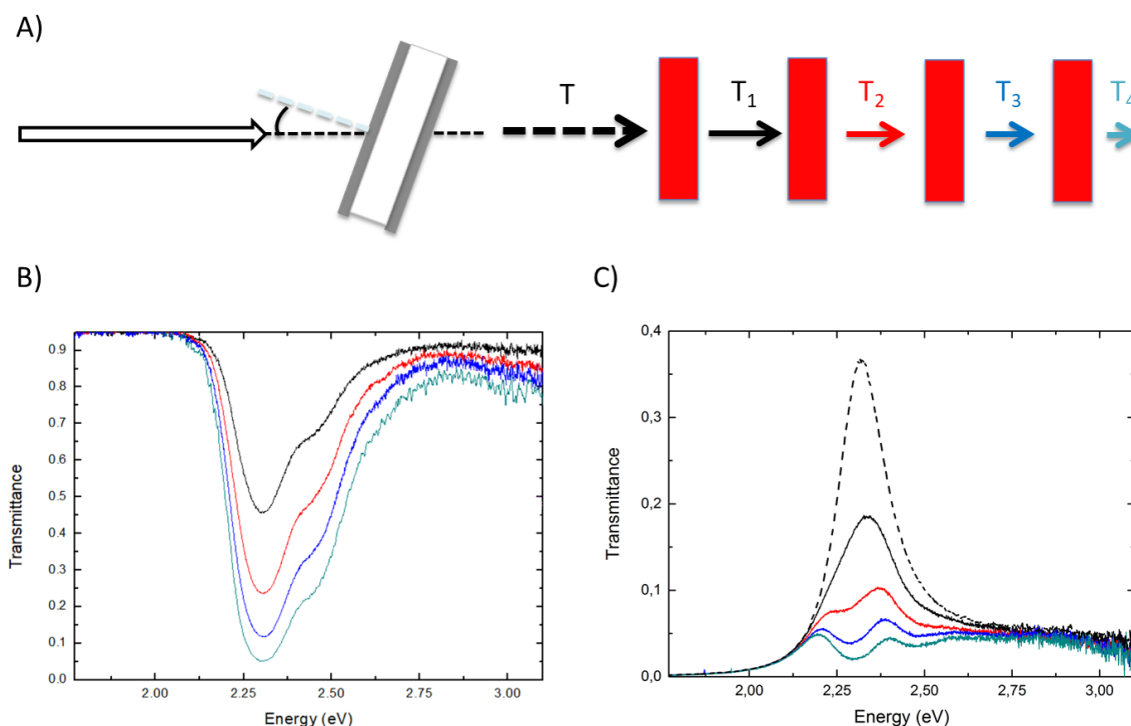 A)
T
T1
T2
T3
T4
B)
C)
Transmittance
0.9
0.8
0.7
0.6
0.5
0.4
0.3
0.2
0.1
0.0
2.00
2.25
2.50
2.75
3.00
Energy (eV)
Transmittance
0,4
0,3
0,2
0,1
0,0
2,00
2,25
2,50
2,75
3,00
Energy (eV)